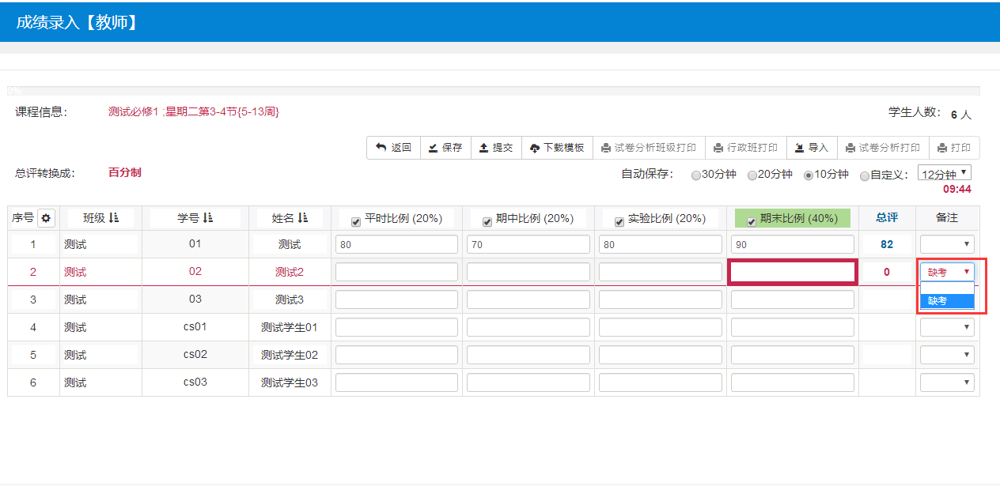 成绩录入【教师】
0%
课程信息： 测试必修1 ;星期二第3-4节{5-13周} 学生人数： 6 人
返回 保存 提交 下载模板 试卷分析班级打印 行政班打印 导入 试卷分析打印 打印
总评转换成： 百分制 自动保存： 30分钟 20分钟 10分钟 自定义： 12分钟
09:44
序号 班级 学号 姓名 平时比例 (20%) 期中比例 (20%) 实验比例 (20%) 期末比例 (40%) 总评 备注
1 测试 01 测试 80 70 80 90 82
2 测试 02 测试2 0 缺考
3 测试 03 测试3 缺考
4 测试 cs01 测试学生01
5 测试 cs02 测试学生02
6 测试 cs03 测试学生03